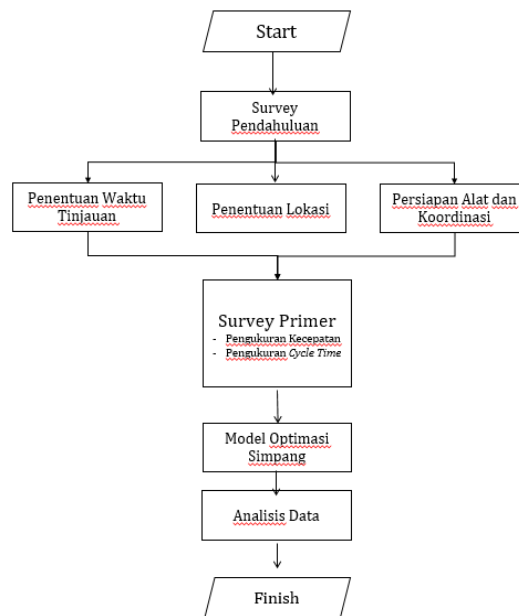 Start
Survey
Pendahuluan
Penentuan Waktu
Tinjauan
Penentuan Lokasi
Persiapan Alat dan
Koordinasi
Survey Primer
- Pengukuran Kecepatan
- Pengukuran Cycle Time
Model Optimasi
Simpang
Analisis Data
Finish